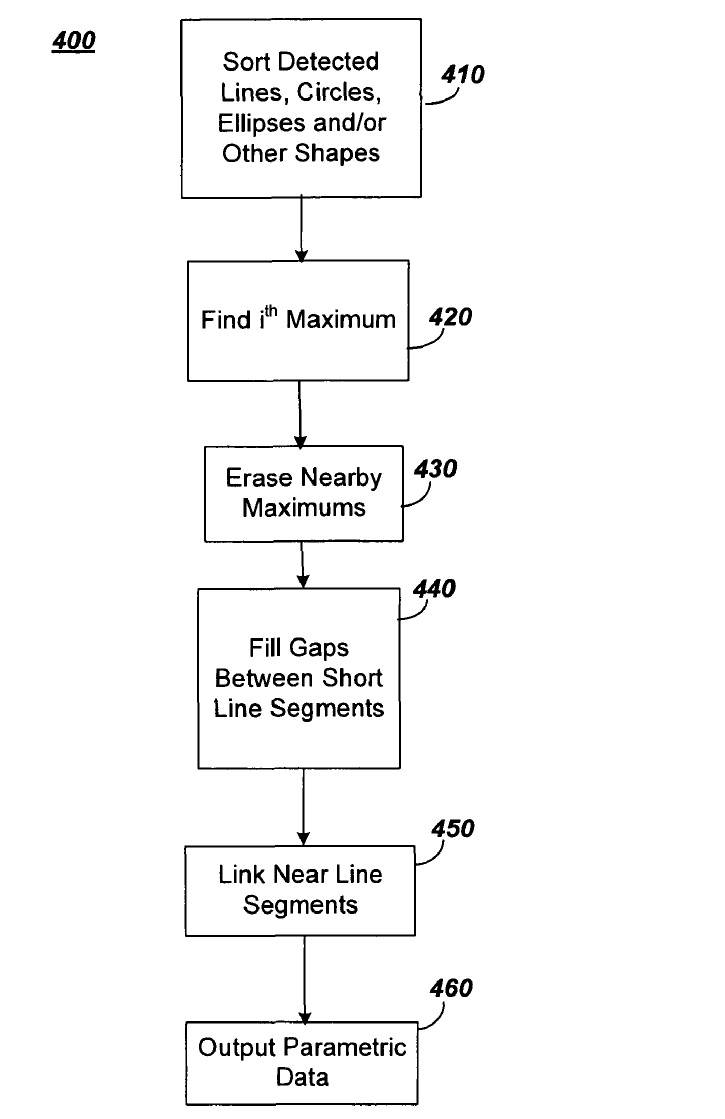 400
Sort Detected
Lines, Circles,
Ellipses and/or
Other Shapes
410
Find ith Maximum
420
Erase Nearby
Maximums
430
Fill Gaps
Between Short
Line Segments
440
Link Near Line
Segments
450
Output Parametric
Data
460